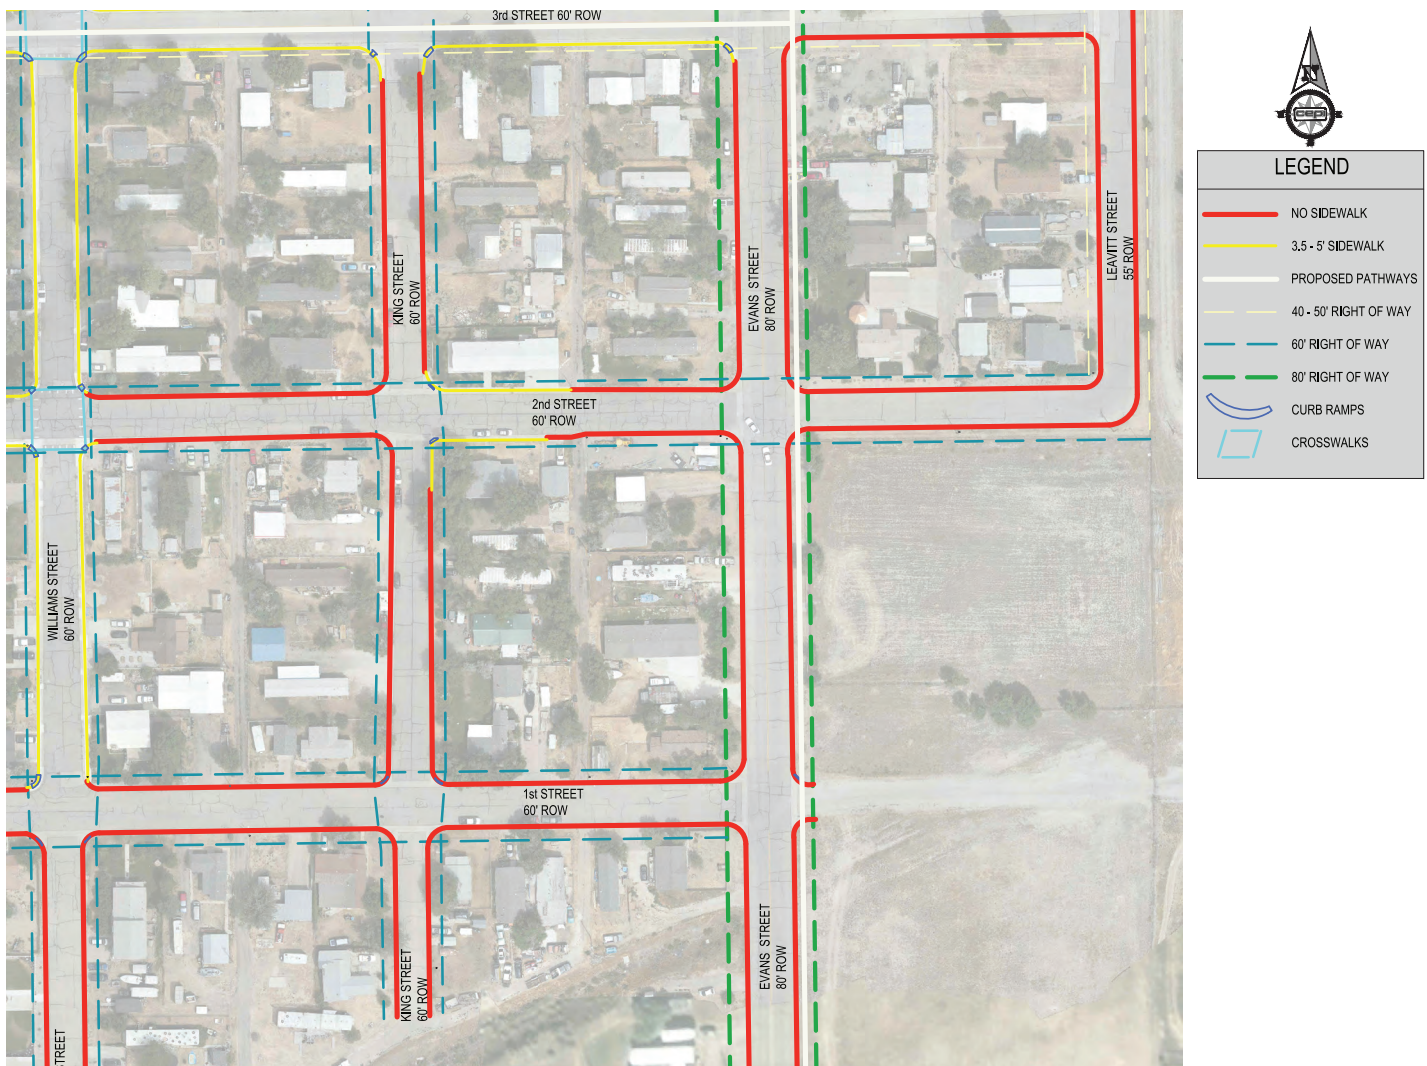 3rd STREET 60' ROW
N
cepi
LEGEND
NO SIDEWALK
3.5 - 5' SIDEWALK
PROPOSED PATHWAYS
40 - 50' RIGHT OF WAY
60' RIGHT OF WAY
80' RIGHT OF WAY
CURB RAMPS
CROSSWALKS
KING STREET
60' ROW
EVANS STREET
80' ROW
LEAVITT STREET
55' ROW
2nd STREET
60' ROW
WILLIAMS STREET
60' ROW
1st STREET
60' ROW
KING STREET
60' ROW
EVANS STREET
80' ROW
TREET